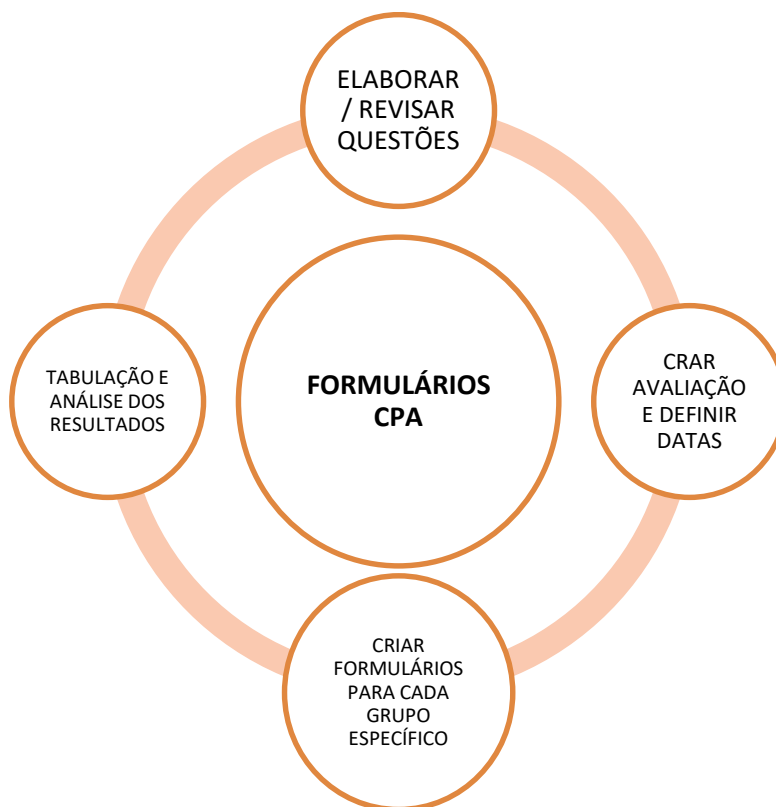 ELABORAR
/ REVISAR
QUESTÕES
TABULAÇÃO E
ANÁLISE DOS
RESULTADOS
FORMULÁRIOS
CPA
CRAR
AVALIAÇÃO
E DEFINIR
DATAS
CRIAR
FORMULÁRIOS
PARA CADA
GRUPO
ESPECÍFICO